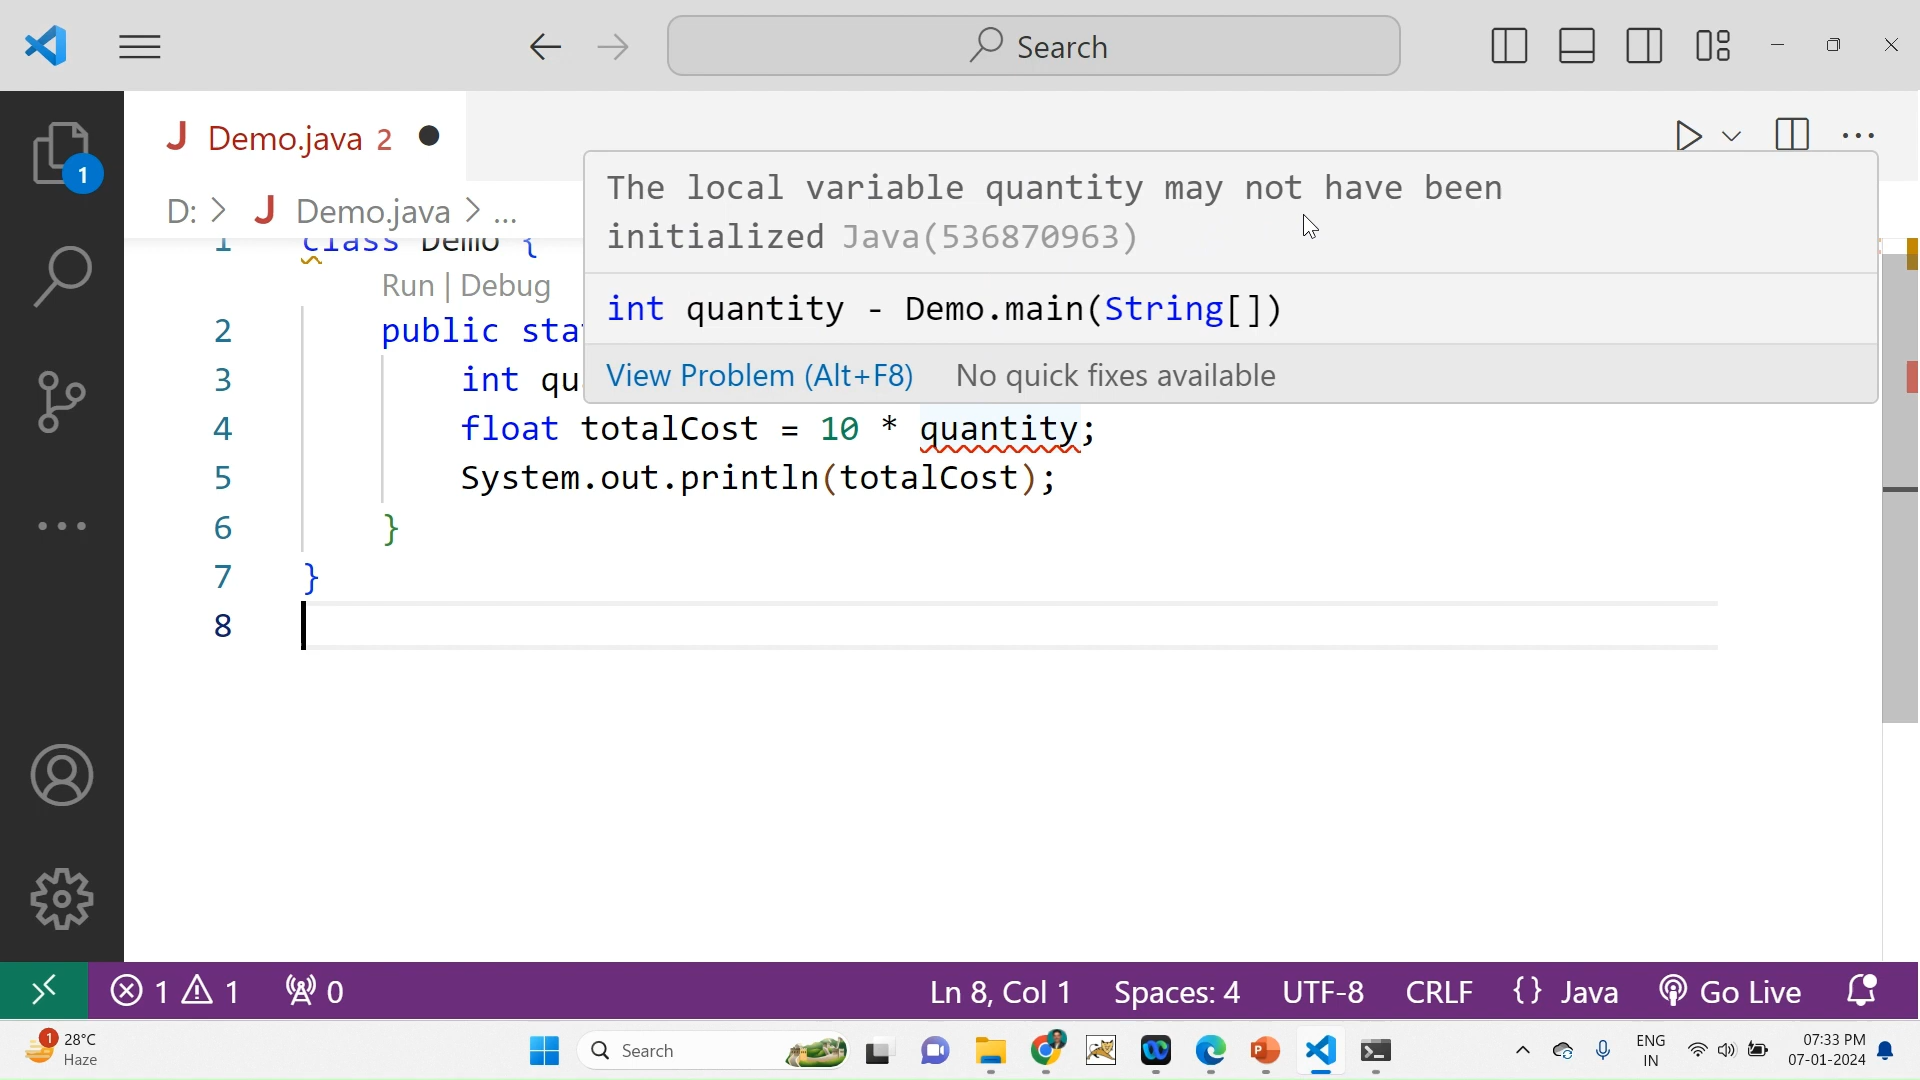 Search
J Demo.java 2
1
D: > J Demo.java > ...
The local variable quantity may not have been
initialized Java(536870963)
int quantity - Demo.main(String[])
View Problem (Alt+F8) No quick fixes available
1 class Demo {
Run | Debug
2 public sta
3 int qu
4 float totalCost = 10 * quantity;
5 System.out.println(totalCost);
6 }
7 }
8
1 1 0 Ln 8, Col 1 Spaces: 4 UTF-8 CRLF {} Java Go Live
1 28°C
Haze
Search
ENG
IN
07:33 PM
07-01-2024